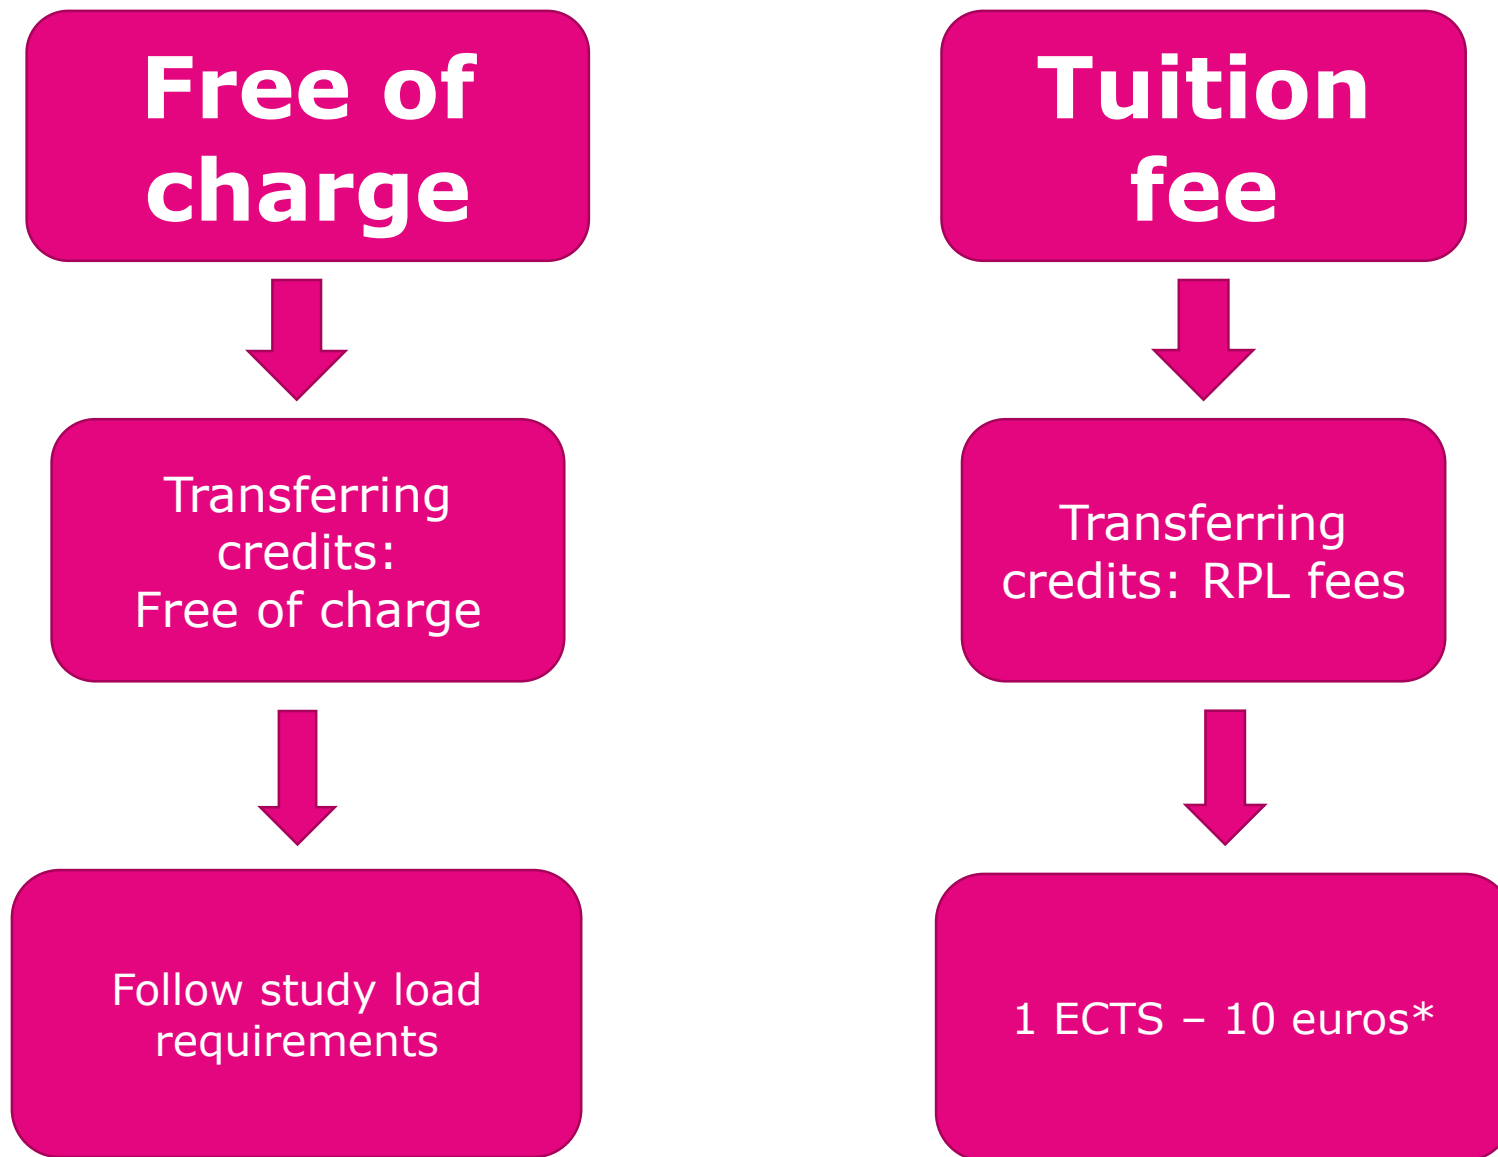 Free of
charge
Transferring
credits:
Free of charge
Follow study load
requirements
Tuition
fee
Transferring
credits: RPL fees
1 ECTS – 10 euros*